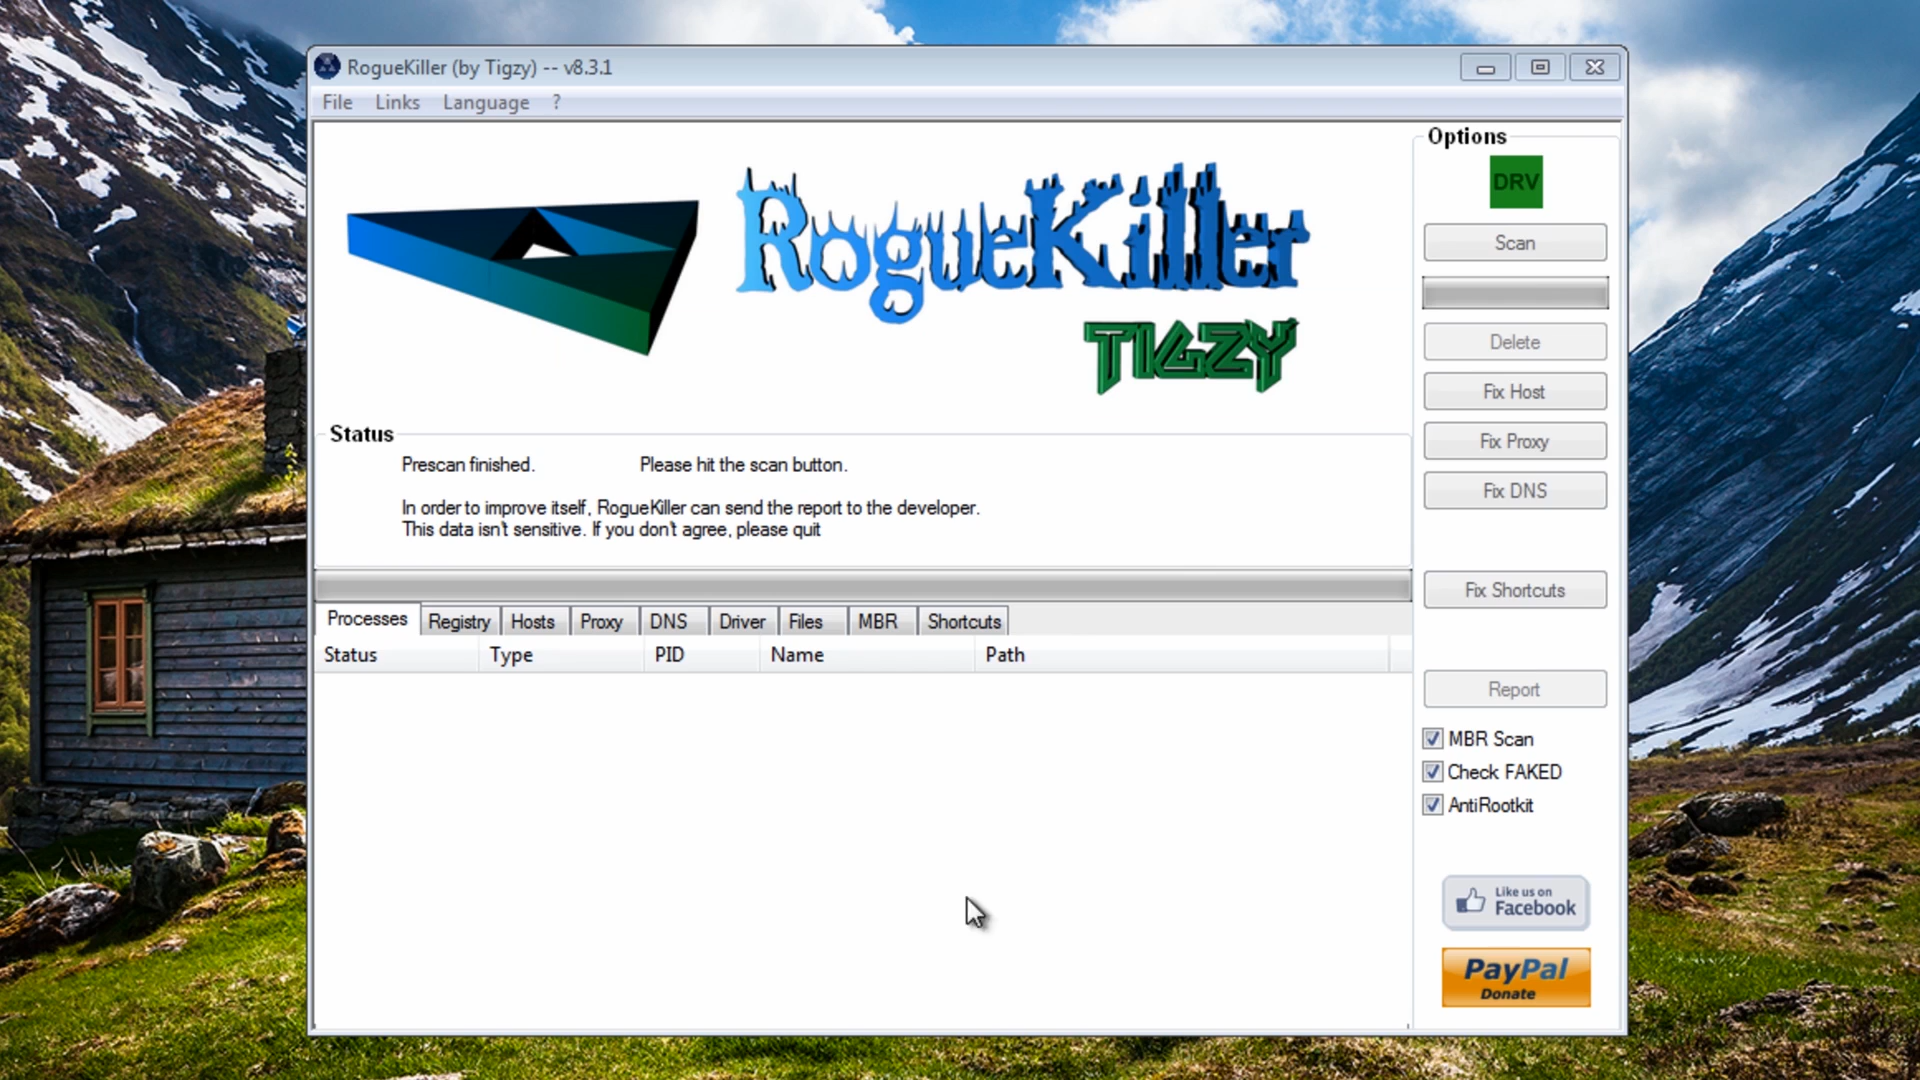 RogueKiller (by Tigzy) -- v8.3.1
File Links Language ?
RogueKiller
TIGZY
Status
Prescan finished. Please hit the scan button.
In order to improve itself, RogueKiller can send the report to the developer.
This data isn't sensitive. If you don't agree, please quit
Processes Registry Hosts Proxy DNS Driver Files MBR Shortcuts
Status Type PID Name Path
Options
DRV
Scan
Delete
Fix Host
Fix Proxy
Fix DNS
Fix Shortcuts
Report
MBR Scan
Check FAKED
AntiRootkit
Like us on
Facebook
PayPal
Donate